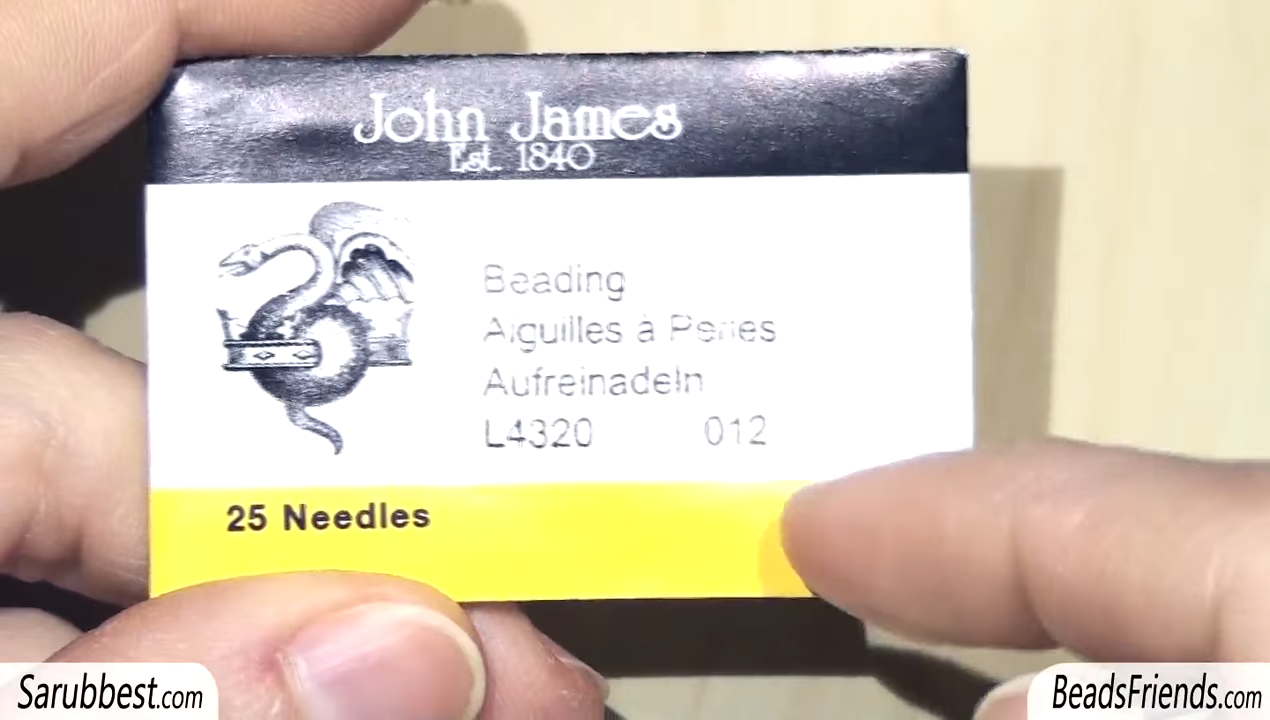 John James
Est. 1840
Beading
Aiguilles à Perles
Aufreinadeln
L4320 012
25 Needles
Sarubbest.com
BeadsFriends.com